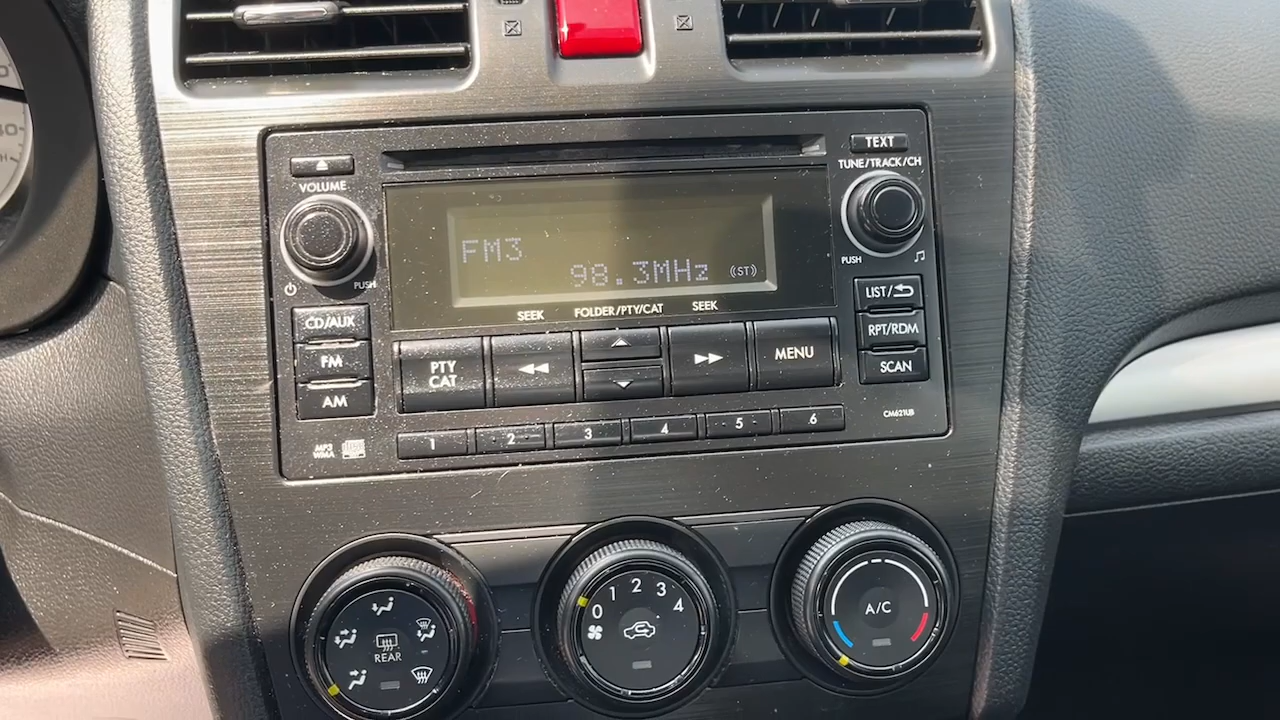 TEXT
VOLUME
TUNE/TRACK/CH
PUSH
PUSH
FM3
98.3MHz (ST)
SEEK
FOLDER/PTY/CAT
SEEK
CD/AUX
FM
AM
PTY
CAT
MENU
LIST/
RPT/RDM
SCAN
MP3
WMA
1
2
3
4
5
6
CM621UB
REAR
0
1
2
3
4
A/C